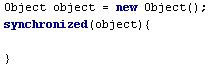 Object object = new Object();
synchronized(object){
}